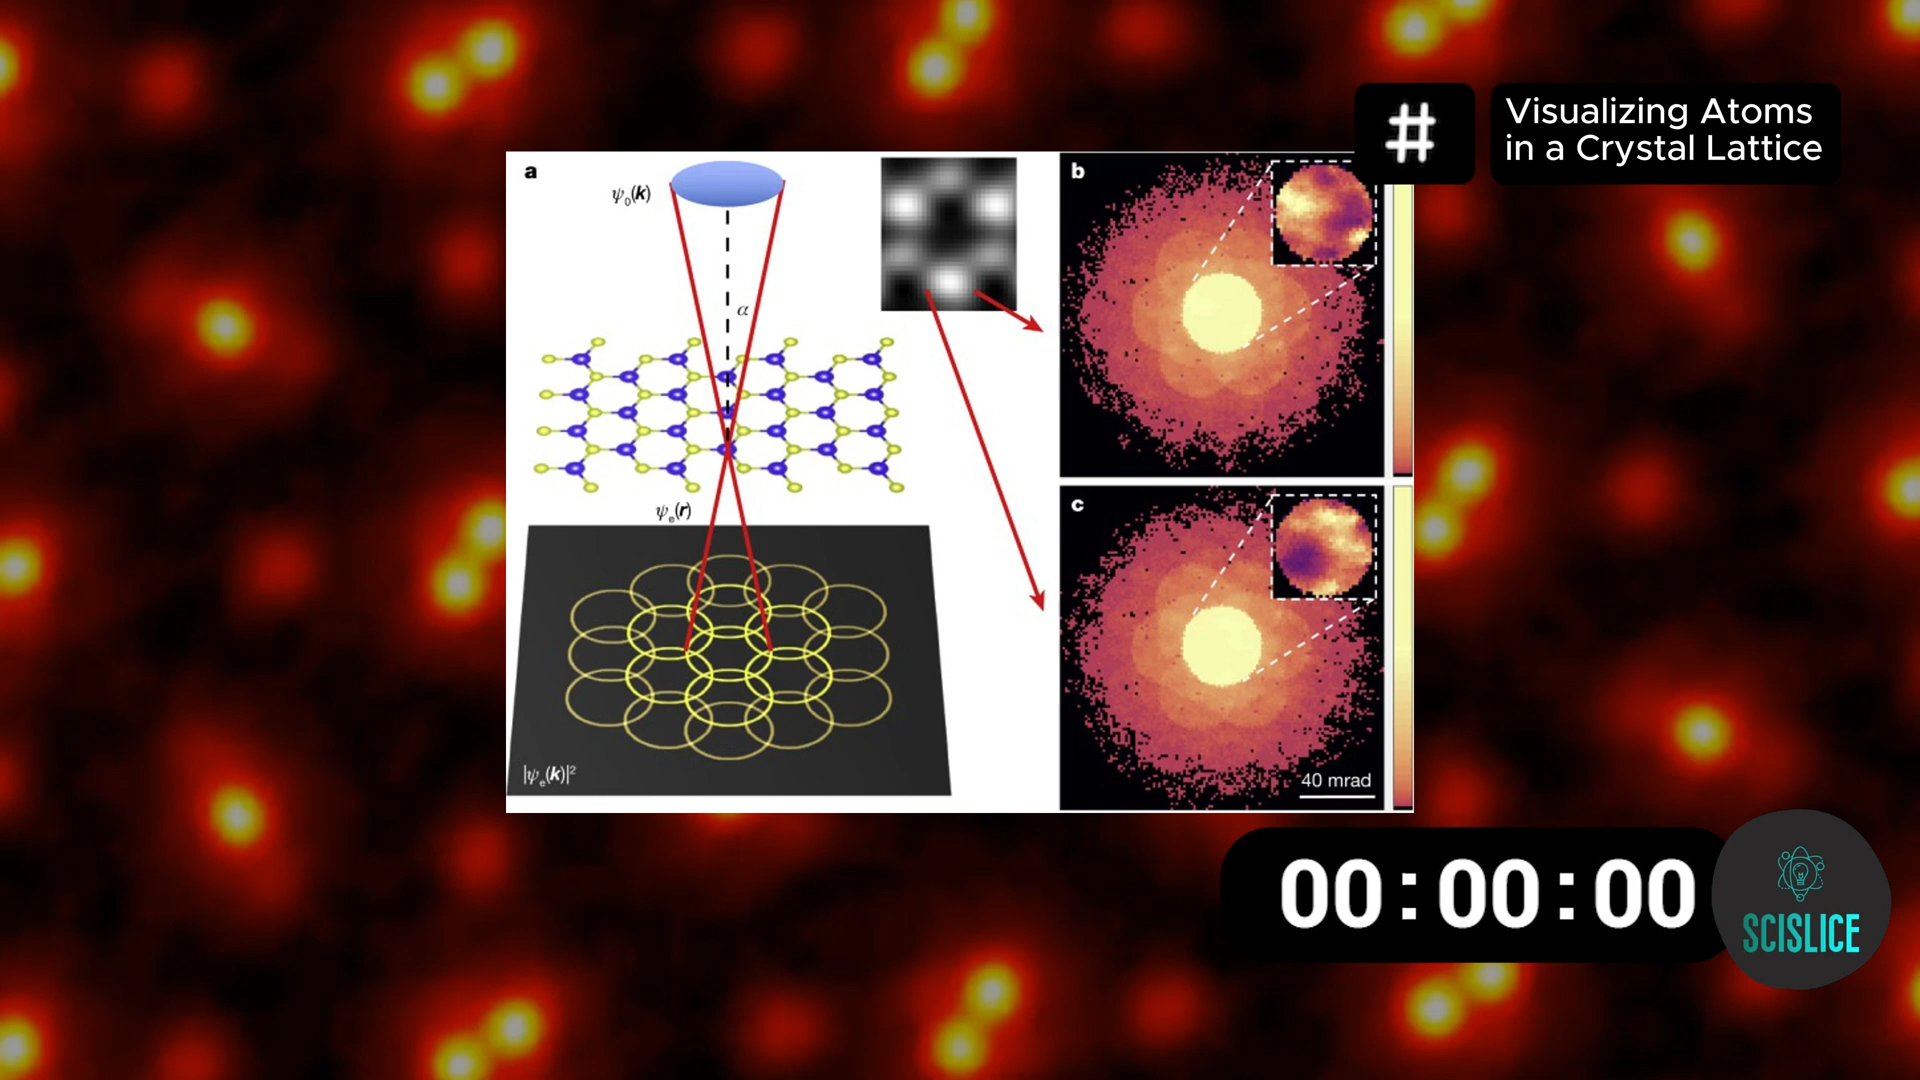 #
Visualizing Atoms
in a Crystal Lattice
a
ψ₀(k)
α
ψₑ(r)
|ψₑ(k)|²
b
c
40 mrad
00:00:00
SCISLICE